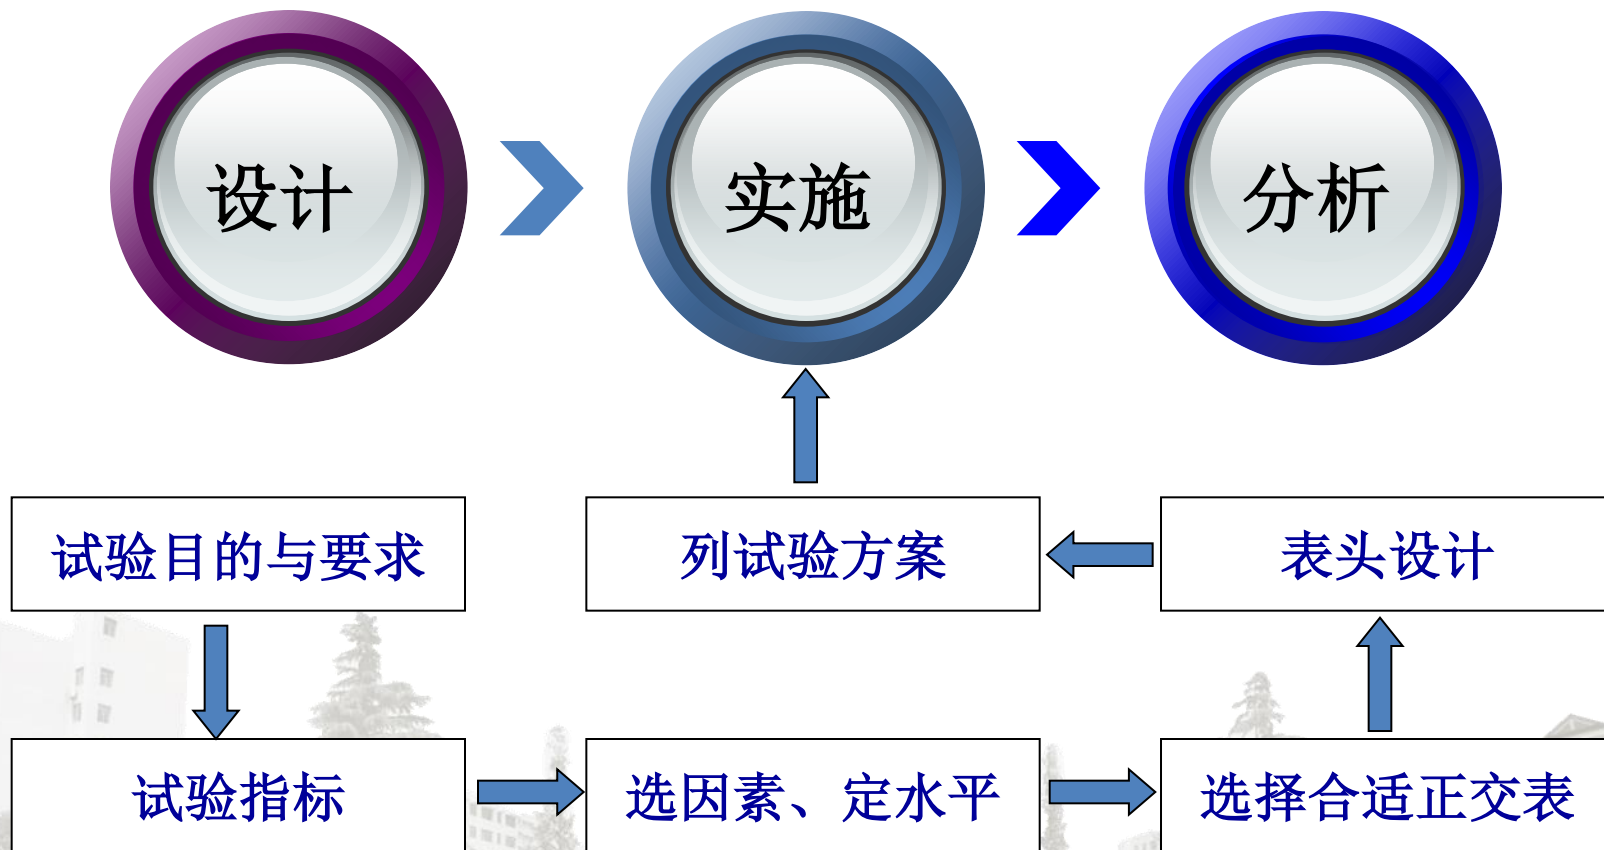 设计
实施
分析
试验目的与要求
列试验方案
表头设计
试验指标
选因素、定水平
选择合适正交表